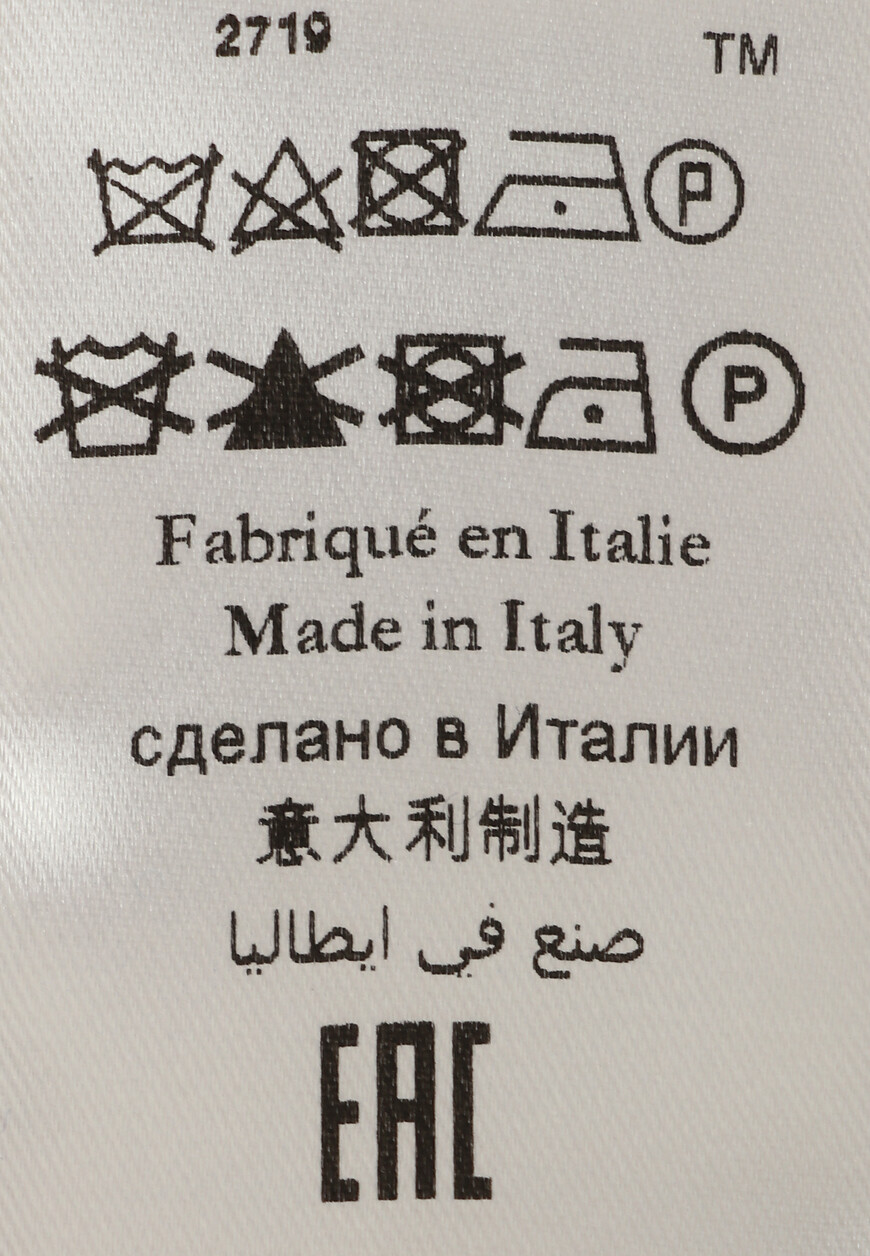 2719 TM
P
P
Fabriqué en Italie
Made in Italy
сделано в Италии
意大利制造
صنع في ايطاليا
EAC